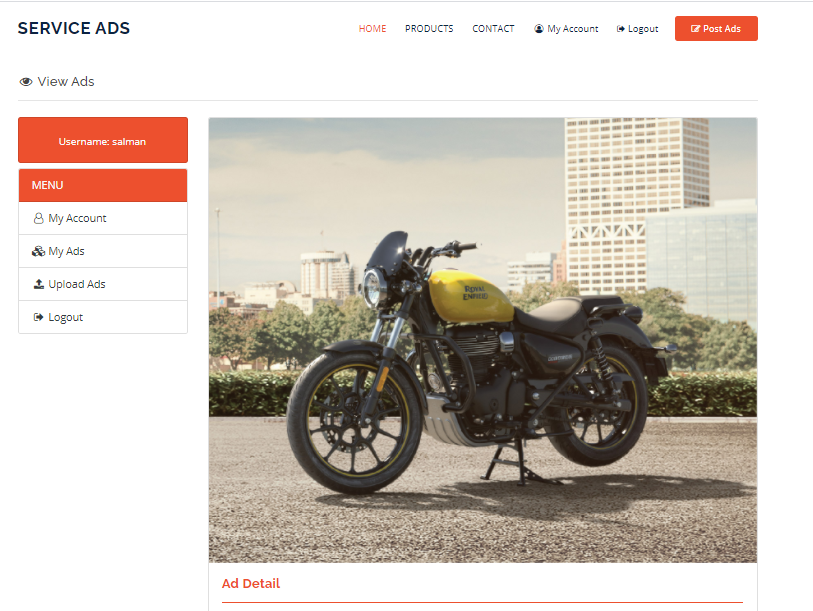 SERVICE ADS
HOME PRODUCTS CONTACT My Account Logout Post Ads
View Ads
Username: salman
MENU
My Account
My Ads
Upload Ads
Logout
ROYAL
ENFIELD
Ad Detail